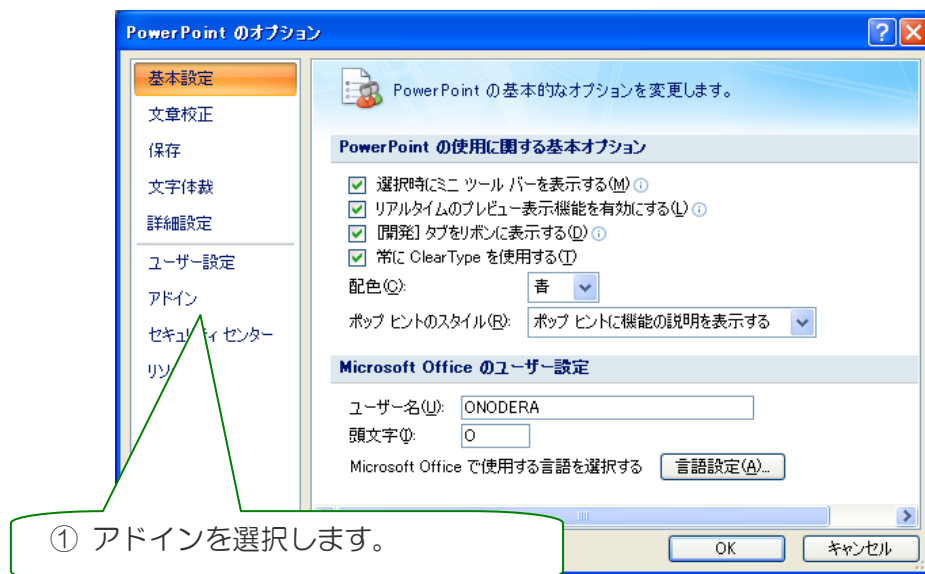 PowerPoint のオプション
基本設定
文章校正
保存
文字体裁
詳細設定
ユーザー設定
アドイン
センター
PowerPoint の基本的なオプションを変更します。
PowerPoint の使用に関する基本オプション
選択時にミニ ツール バーを表示する(M)
リアルタイムのプレビュー表示機能を有効にする(L)
[開発] タブをリボンに表示する(D)
常に ClearType を使用する(T)
配色(C): 青
ポップ ヒントのスタイル(R): ポップ ヒントに機能の説明を表示する
Microsoft Office のユーザー設定
ユーザー名(U): ONODERA
頭文字(I): O
Microsoft Office で使用する言語を選択する 言語設定(A)...
① アドインを選択します。
OK キャンセル